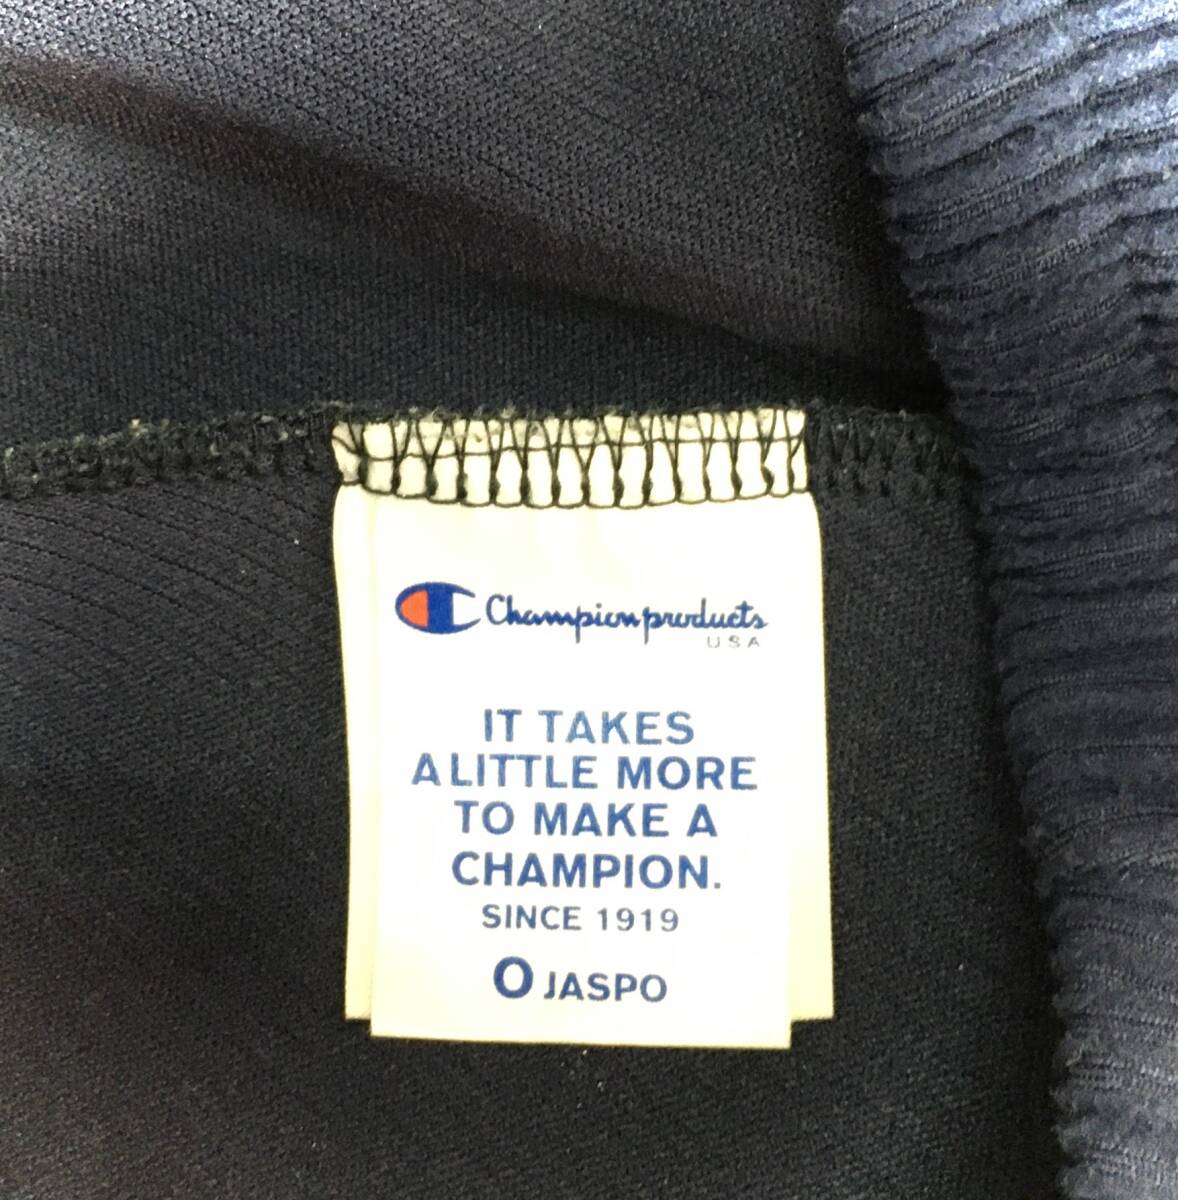 Champion products
USA
IT TAKES
A LITTLE MORE
TO MAKE A
CHAMPION.
SINCE 1919
O JASPO